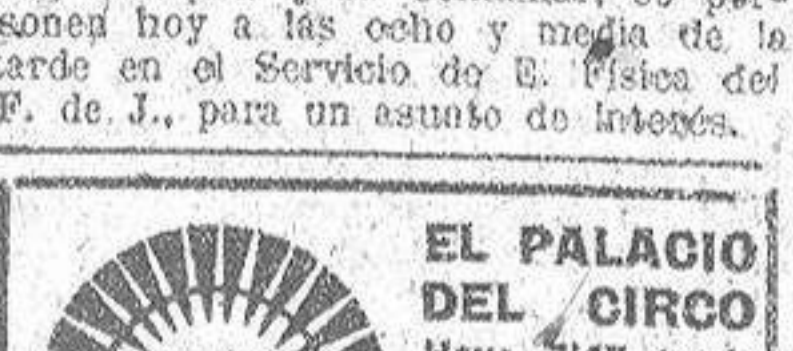 sonen hoy a las ocho y media de la
tarde en el Servicio de E. Física del
F. de J., para un asunto de interés.
EL PALACIO
DEL CIRCO